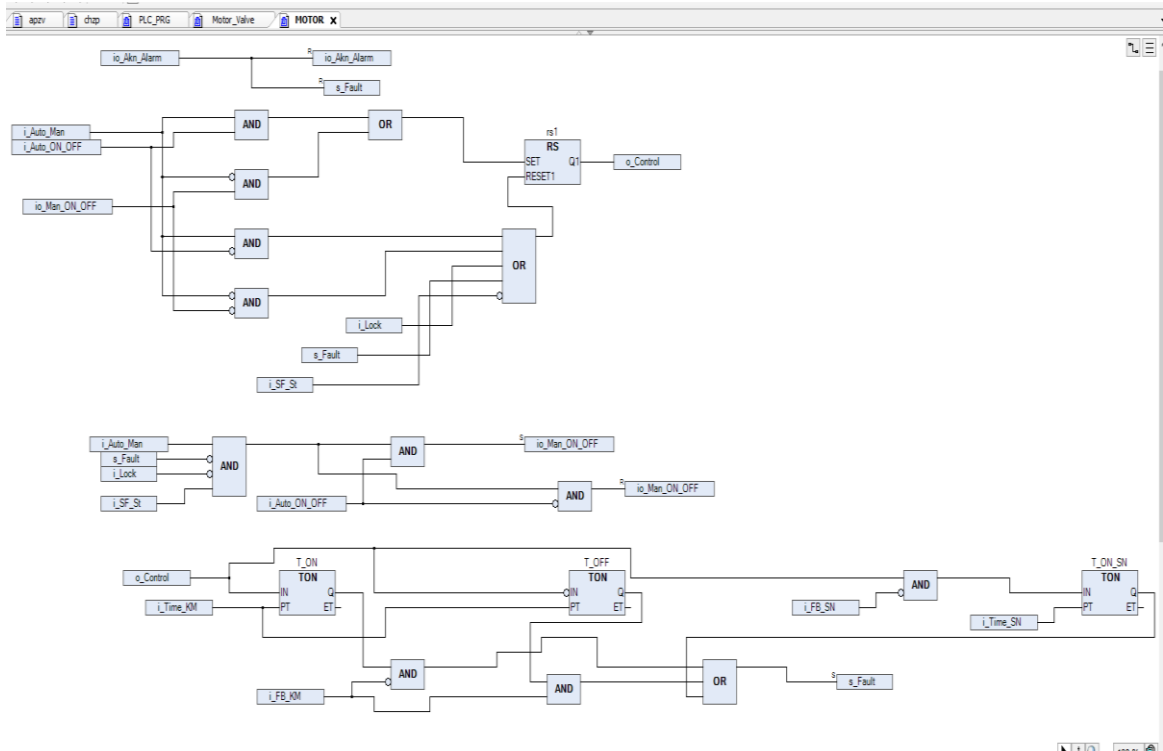 apzv chzp PLC_PRG Motor_Valve MOTOR X
io_Akn_Alarm R io_Akn_Alarm
R s_Fault
AND OR
i_Auto_Man
i_Auto_ON_OFF
rs1
RS
SET Q1 o_Control
RESET1
AND
io_Man_ON_OFF
AND
OR
AND
i_Lock
s_Fault
i_SF_St
i_Auto_Man S io_Man_ON_OFF
AND
s_Fault
AND
i_Lock
R io_Man_ON_OFF
AND
i_SF_St i_Auto_ON_OFF
T_ON T_OFF T_ON_SN
o_Control TON TON AND TON
IN Q IN Q IN Q
i_Time_KM PT ET PT ET i_FB_SN PT ET
i_Time_SN
AND
S s_Fault
AND OR
i_FB_KM